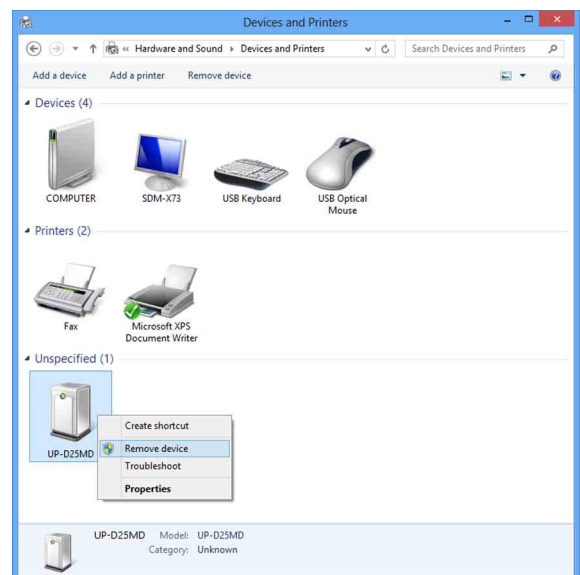 Devices and Printers
« Hardware and Sound ▸ Devices and Printers
Search Devices and Printers
Add a device Add a printer Remove device
Devices (4)
COMPUTER SDM-X73 USB Keyboard USB Optical
Mouse
Printers (2)
Fax Microsoft XPS
Document Writer
Unspecified (1)
UP-D25MD
Create shortcut
Remove device
Troubleshoot
Properties
UP-D25MD Model: UP-D25MD
Category: Unknown